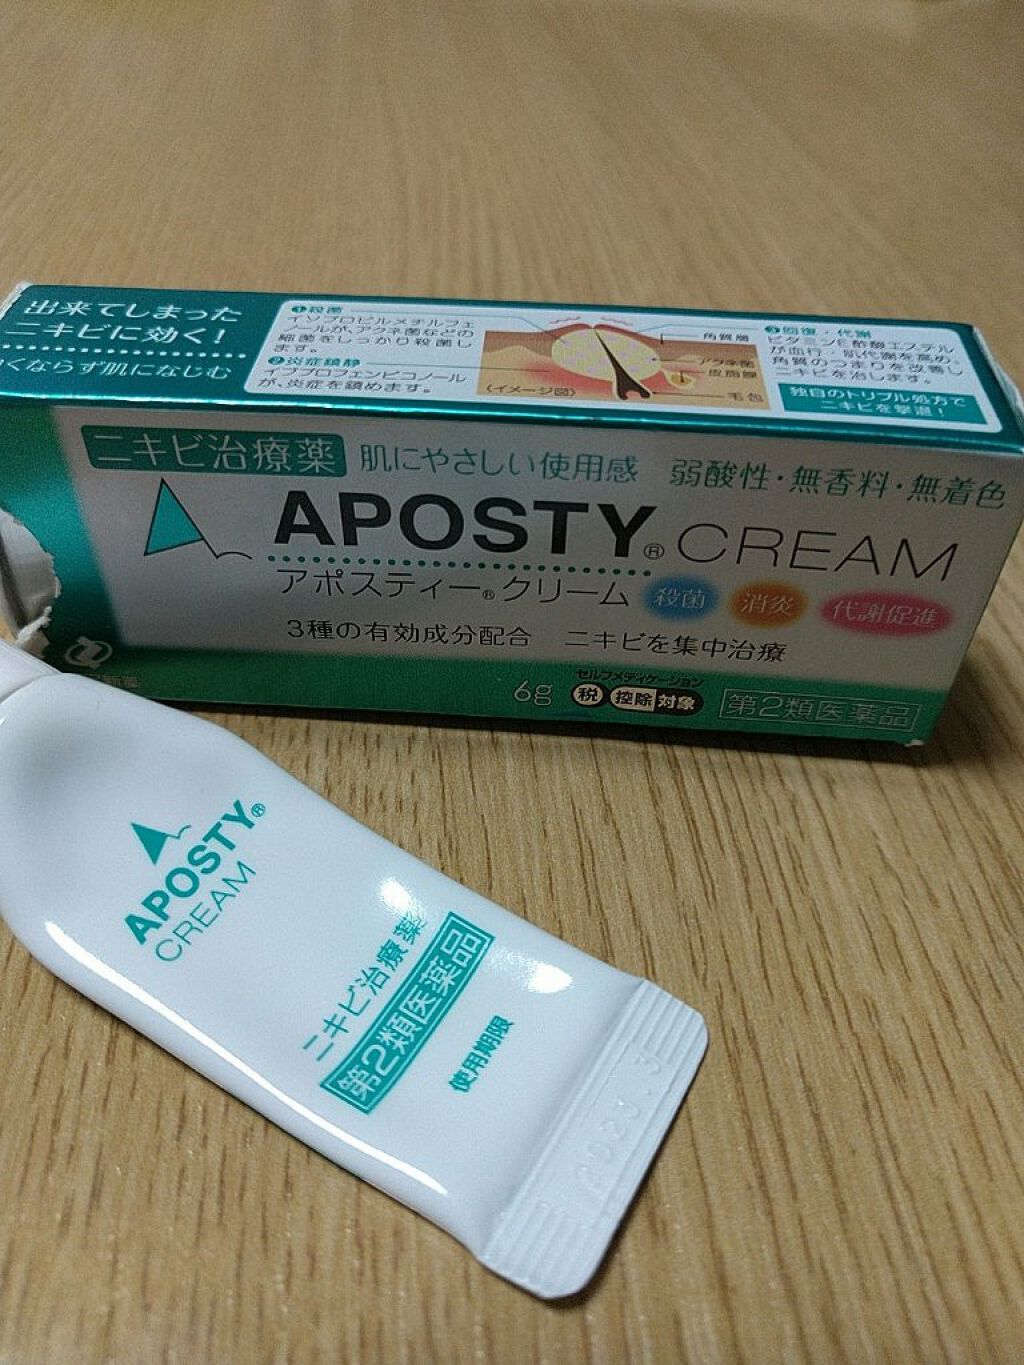 出来てしまった
ニキビに効く!
くならず肌になじむ
❶殺菌
イソプロピルメチルフェ
ノールが、アクネ菌などの
細菌をしっかり殺菌し
ます。
❷炎症鎮静
イブプロフェンピコノール
が、炎症を鎮めます。
(イメージ図)
角質層
アクネ菌
皮脂腺
毛包
❸回復・代謝
ビタミンE酢酸エステル
が血行・肌代謝を高め、
角質のつまりを改善し
ニキビを治します。
独自のトリプル処方で
ニキビを撃退!
ニキビ治療薬 肌にやさしい使用感 弱酸性・無香料・無着色
APOSTY® CREAM
アポスティー®クリーム 殺菌 消炎 代謝促進
3種の有効成分配合 ニキビを集中治療
新薬
6g
セルフメディケーション
税 控除 対象
第2類医薬品
APOSTY®
CREAM
ニキビ治療薬
第2類医薬品
使用期限